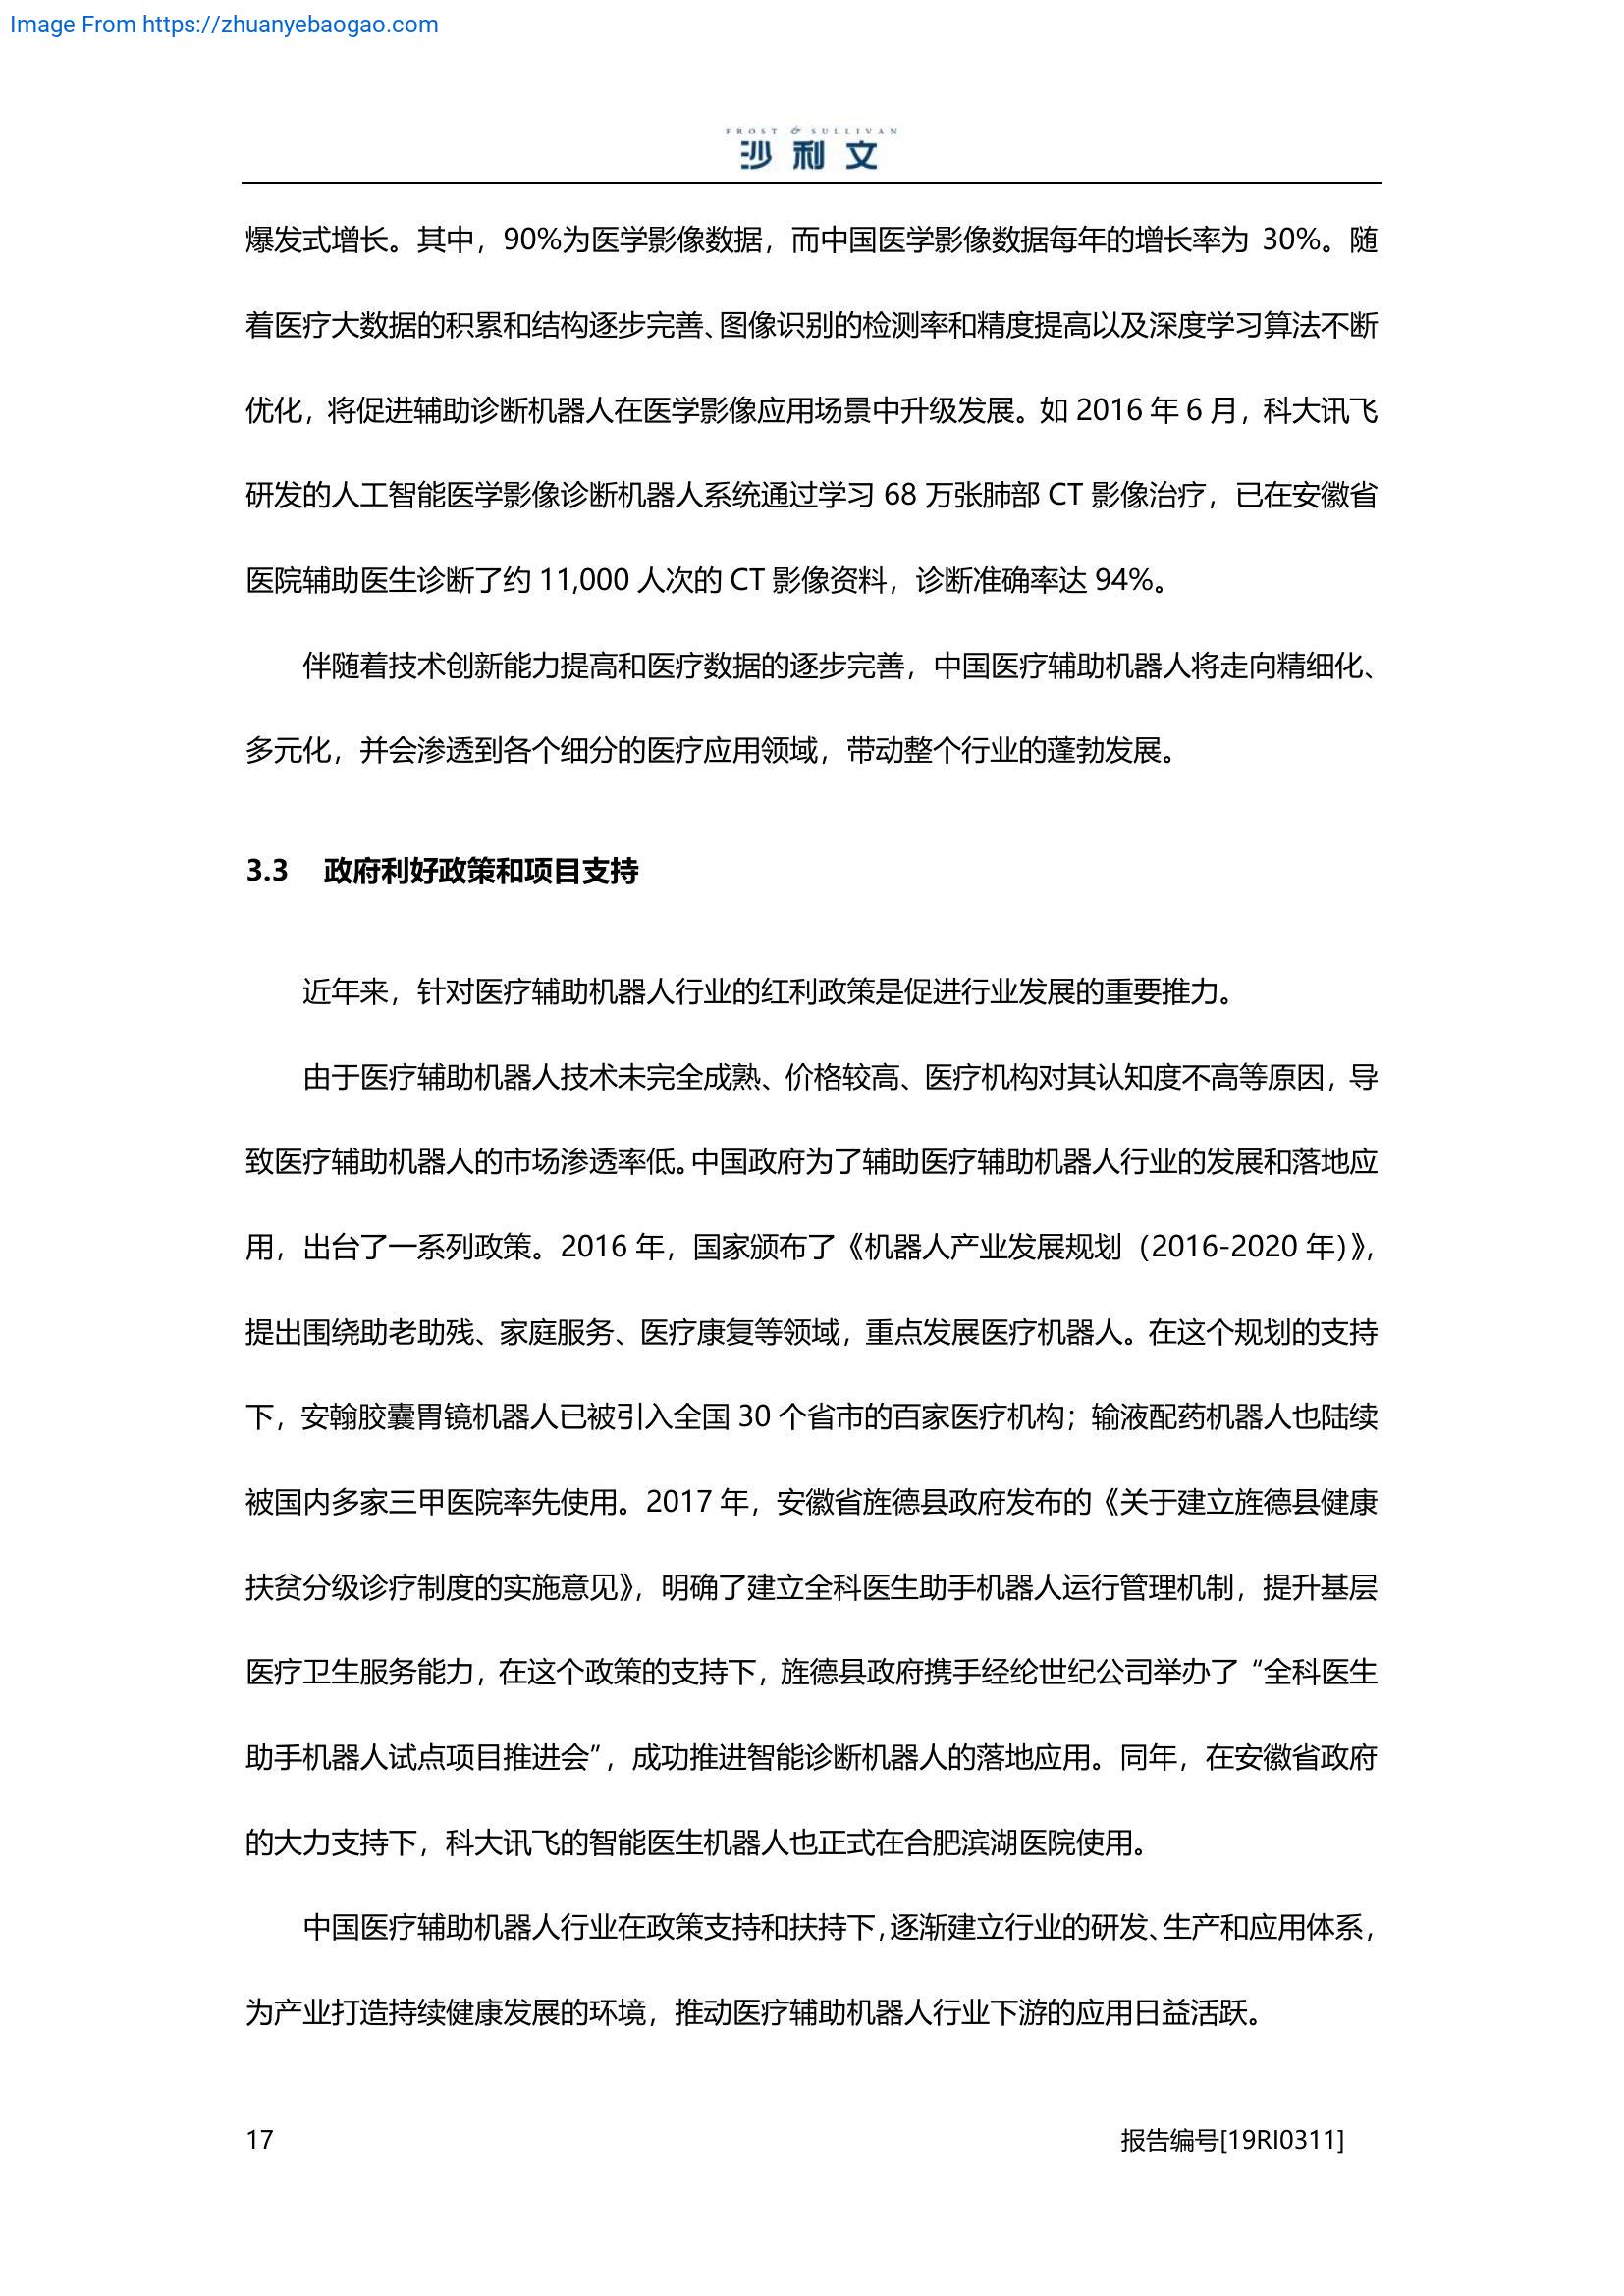 Image From https://zhuanyebaogao.com
FROST & SULLIVAN
沙利文
爆发式增长。其中，90%为医学影像数据，而中国医学影像数据每年的增长率为 30%。随
着医疗大数据的积累和结构逐步完善、图像识别的检测率和精度提高以及深度学习算法不断
优化，将促进辅助诊断机器人在医学影像应用场景中升级发展。如 2016 年 6 月，科大讯飞
研发的人工智能医学影像诊断机器人系统通过学习 68 万张肺部 CT 影像治疗，已在安徽省
医院辅助医生诊断了约 11,000 人次的 CT 影像资料，诊断准确率达 94%。
伴随着技术创新能力提高和医疗数据的逐步完善，中国医疗辅助机器人将走向精细化、
多元化，并会渗透到各个细分的医疗应用领域，带动整个行业的蓬勃发展。
3.3 政府利好政策和项目支持
近年来，针对医疗辅助机器人行业的红利政策是促进行业发展的重要推力。
由于医疗辅助机器人技术未完全成熟、价格较高、医疗机构对其认知度不高等原因，导
致医疗辅助机器人的市场渗透率低。中国政府为了辅助医疗辅助机器人行业的发展和落地应
用，出台了一系列政策。2016 年，国家颁布了《机器人产业发展规划（2016-2020 年）》，
提出围绕助老助残、家庭服务、医疗康复等领域，重点发展医疗机器人。在这个规划的支持
下，安翰胶囊胃镜机器人已被引入全国 30 个省市的百家医疗机构；输液配药机器人也陆续
被国内多家三甲医院率先使用。2017 年，安徽省旌德县政府发布的《关于建立旌德县健康
扶贫分级诊疗制度的实施意见》，明确了建立全科医生助手机器人运行管理机制，提升基层
医疗卫生服务能力，在这个政策的支持下，旌德县政府携手经纶世纪公司举办了“全科医生
助手机器人试点项目推进会”，成功推进智能诊断机器人的落地应用。同年，在安徽省政府
的大力支持下，科大讯飞的智能医生机器人也正式在合肥滨湖医院使用。
中国医疗辅助机器人行业在政策支持和扶持下，逐渐建立行业的研发、生产和应用体系，
为产业打造持续健康发展的环境，推动医疗辅助机器人行业下游的应用日益活跃。
17 报告编号[19RI0311]